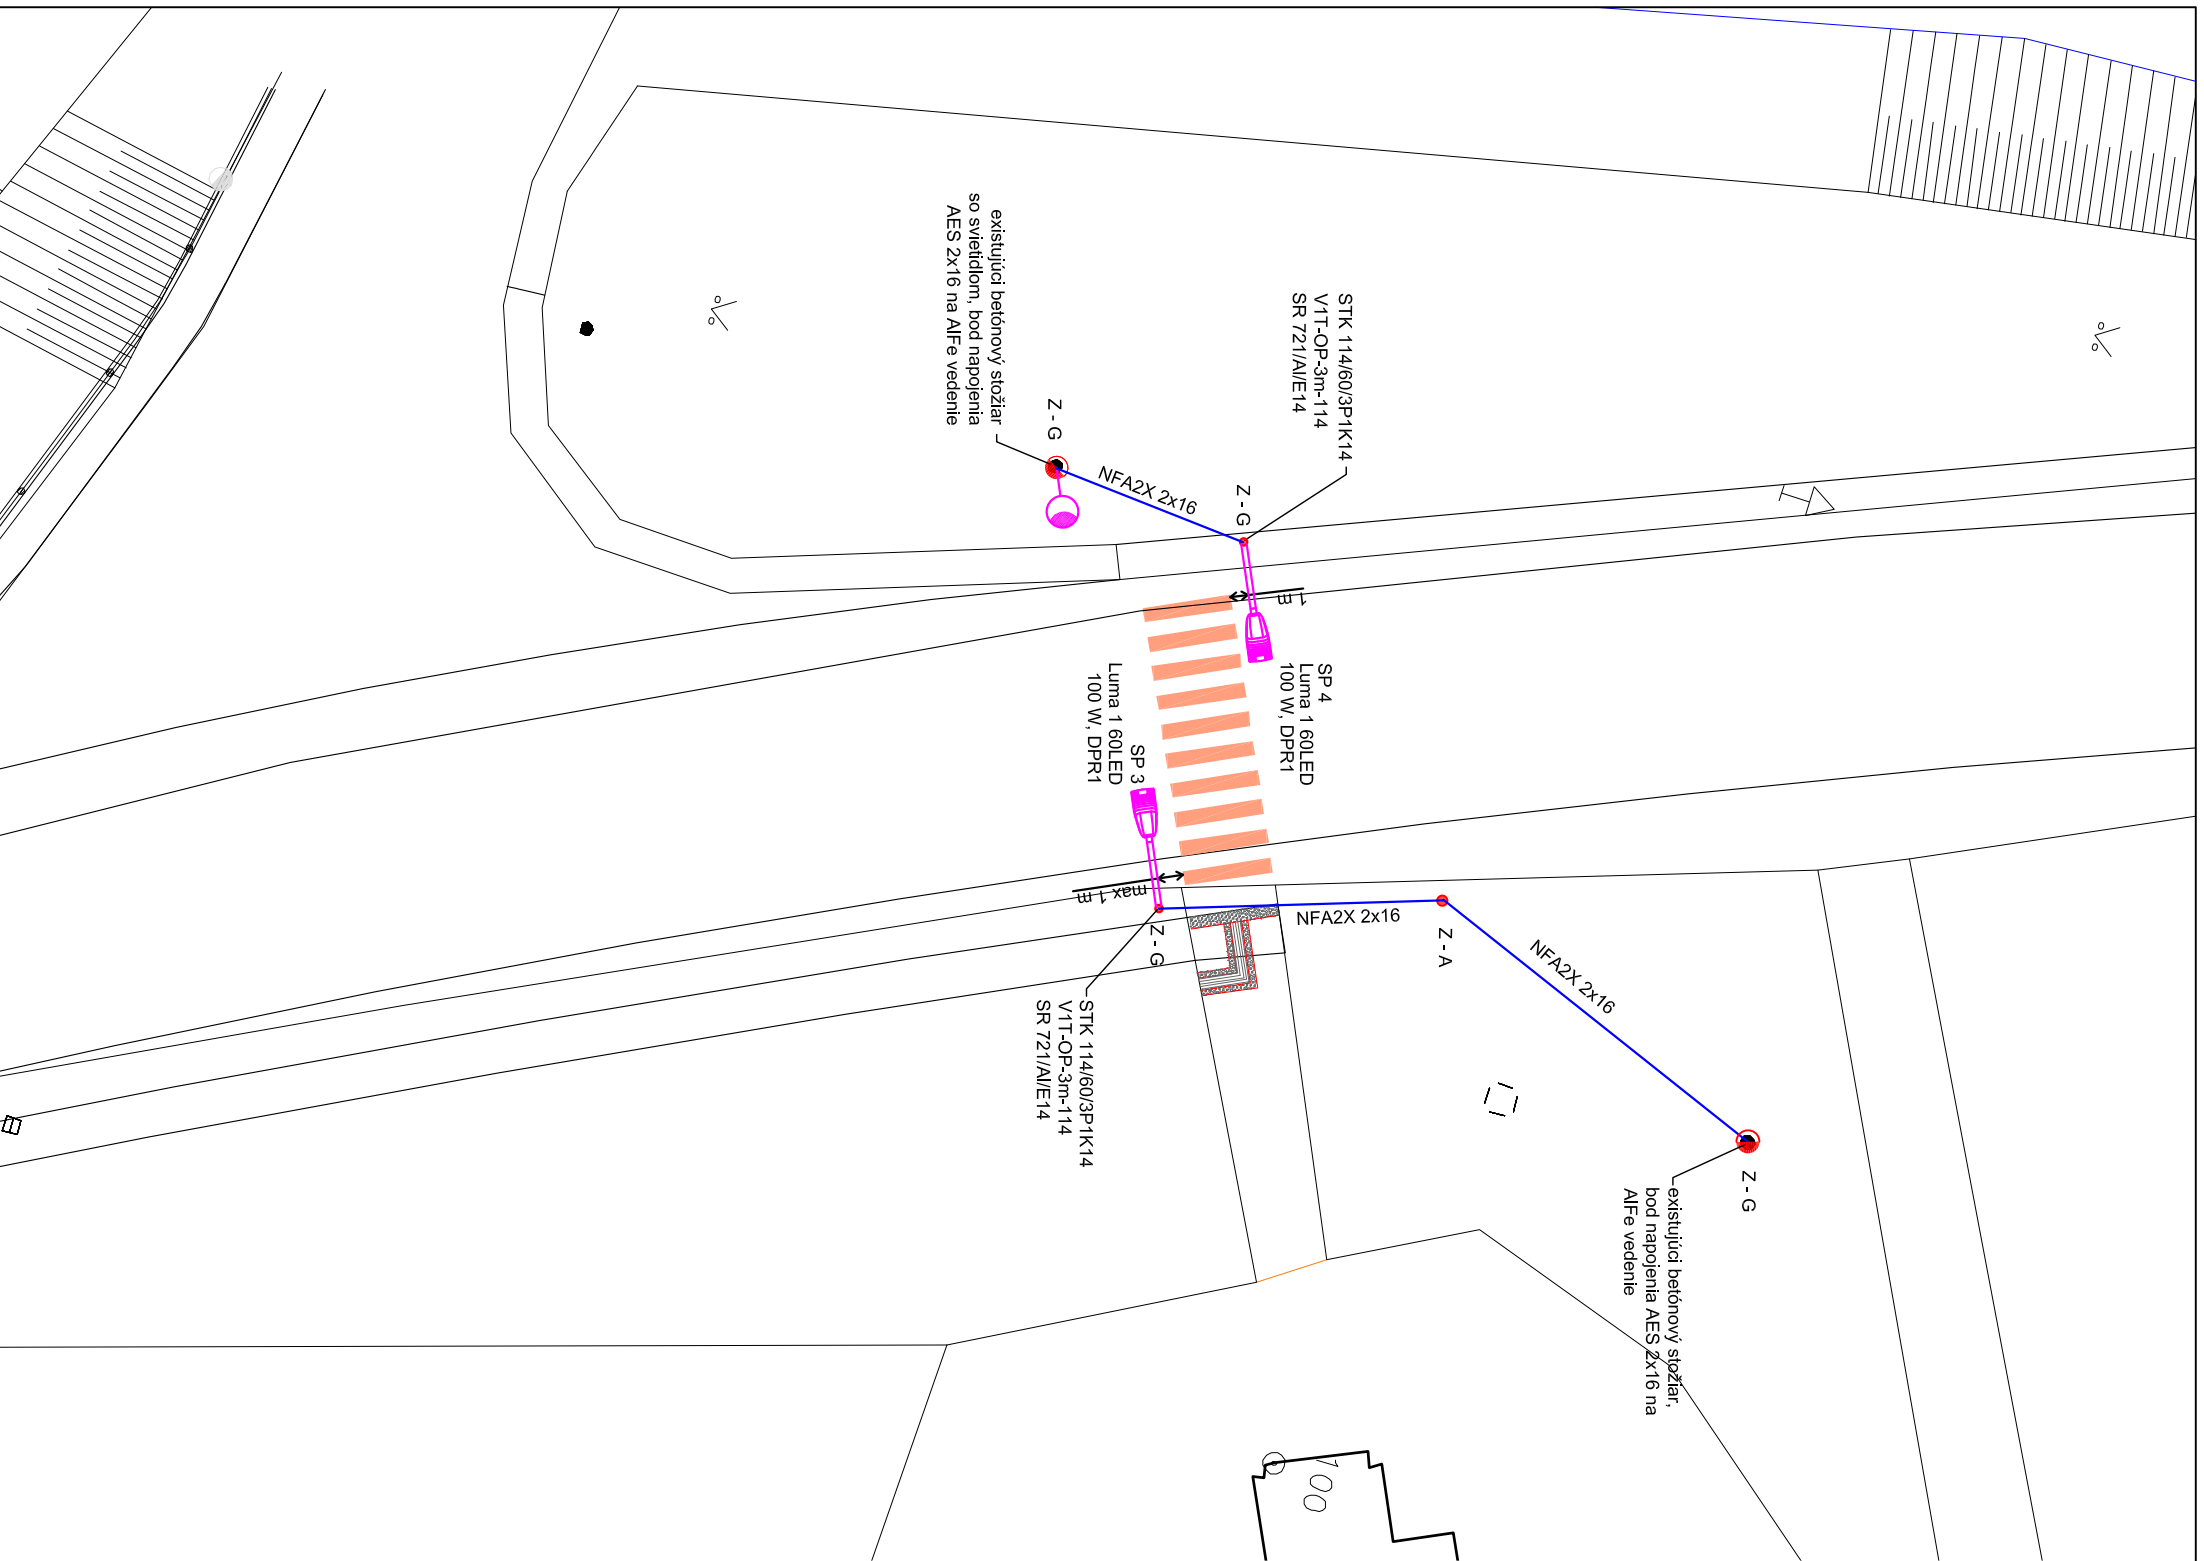 existujúci betónový stožiar
so svietidlom, bod napojenia
AES 2x16 na AlFe vedenie
Z - G
NFA2X 2x16
STK 114/60/3P1K14
V1T-OP-3m-114
SR 721/Al/E14
Z - G
1 m
SP 4
Luma 1 60LED
100 W, DPR1
SP 3
Luma 1 60LED
100 W, DPR1
max 1 m
Z - G
STK 114/60/3P1K14
V1T-OP-3m-114
SR 721/Al/E14
NFA2X 2x16
Z - A
NFA2X 2x16
Z - G
existujúci betónový stožiar,
bod napojenia AES 2x16 na
AlFe vedenie
100